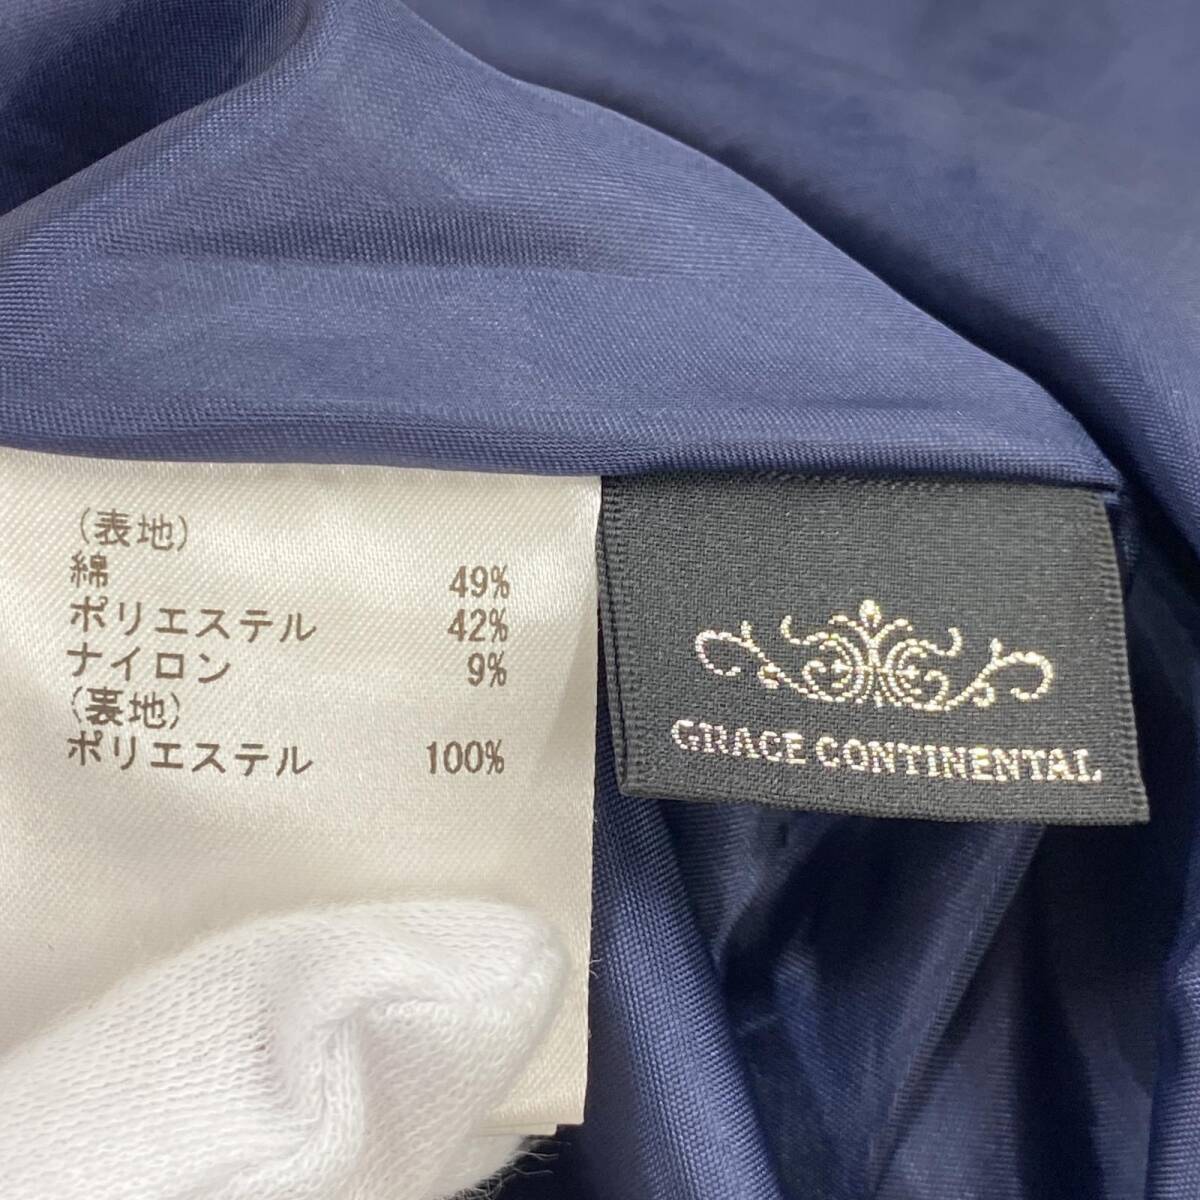 (表地)
綿 49%
ポリエステル 42%
ナイロン 9%
(裏地)
ポリエステル 100%
GRACE CONTINENTAL